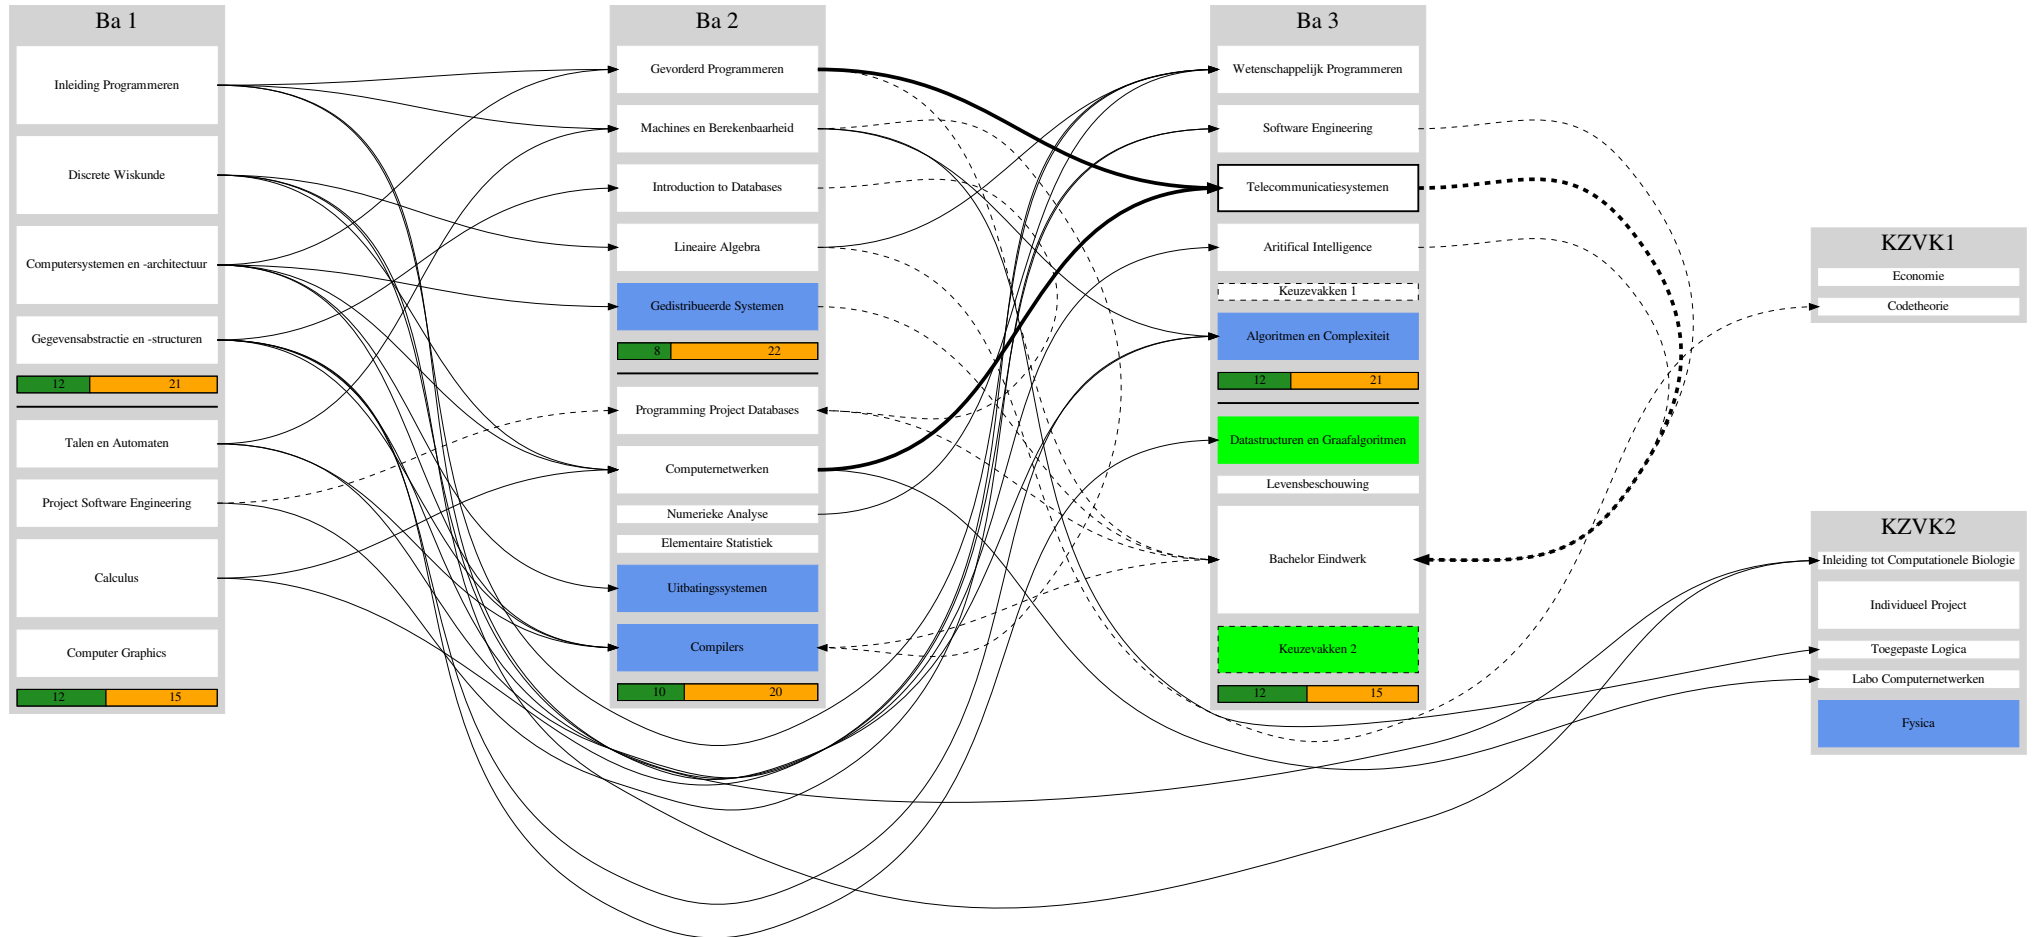 Ba 1
Inleiding Programmeren
Discrete Wiskunde
Computersystemen en -architectuur
Gegevensabstractie en -structuren
12 21
Talen en Automaten
Project Software Engineering
Calculus
Computer Graphics
12 15
Ba 2
Gevorderd Programmeren
Machines en Berekenbaarheid
Introduction to Databases
Lineaire Algebra
Gedistribueerde Systemen
8 22
Programming Project Databases
Computernetwerken
Numerieke Analyse
Elementaire Statistiek
Uitbatingssystemen
Compilers
10 20
Ba 3
Wetenschappelijk Programmeren
Software Engineering
Telecommunicatiesystemen
Aritifical Intelligence
Keuzevakken 1
Algoritmen en Complexiteit
12 21
Datastructuren en Graafalgoritmen
Levensbeschouwing
Bachelor Eindwerk
Keuzevakken 2
12 15
KZVK1
Economie
Codetheorie
KZVK2
Inleiding tot Computationele Biologie
Individueel Project
Toegepaste Logica
Labo Computernetwerken
Fysica